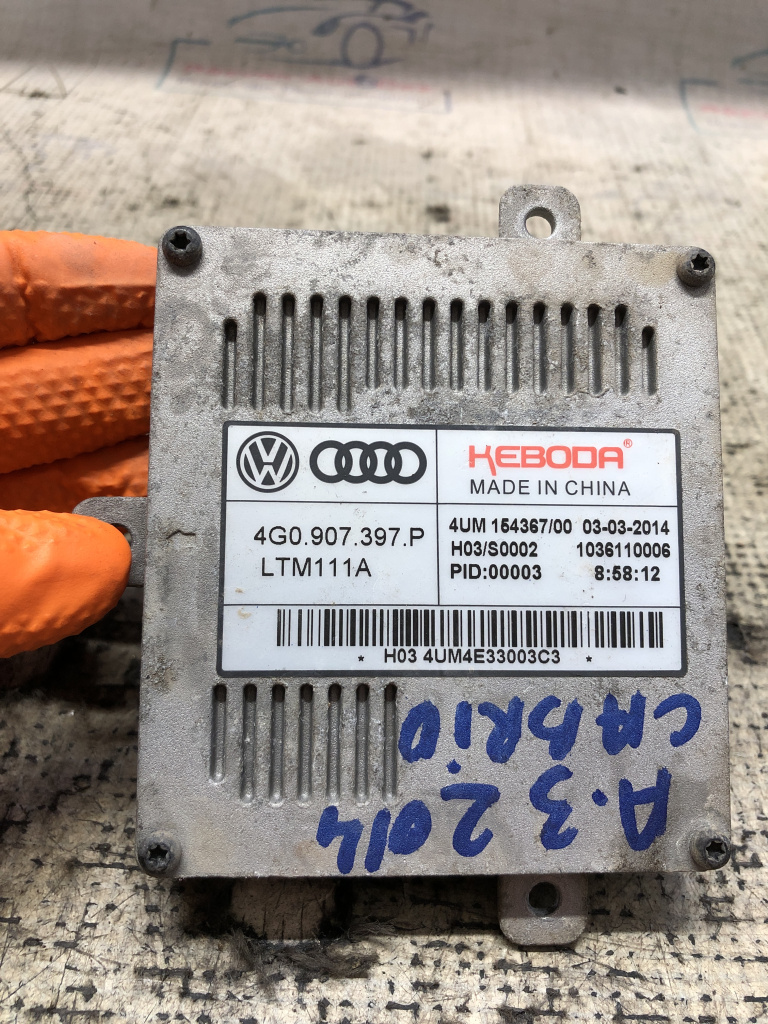 KEBODA®
MADE IN CHINA
4G0.907.397.P
LTM111A
4UM 154367/00 03-03-2014
H03/S0002 1036110006
PID:00003 8:58:12
* H03 4UM4E33003C3 *
CABRIO
A.3 2014